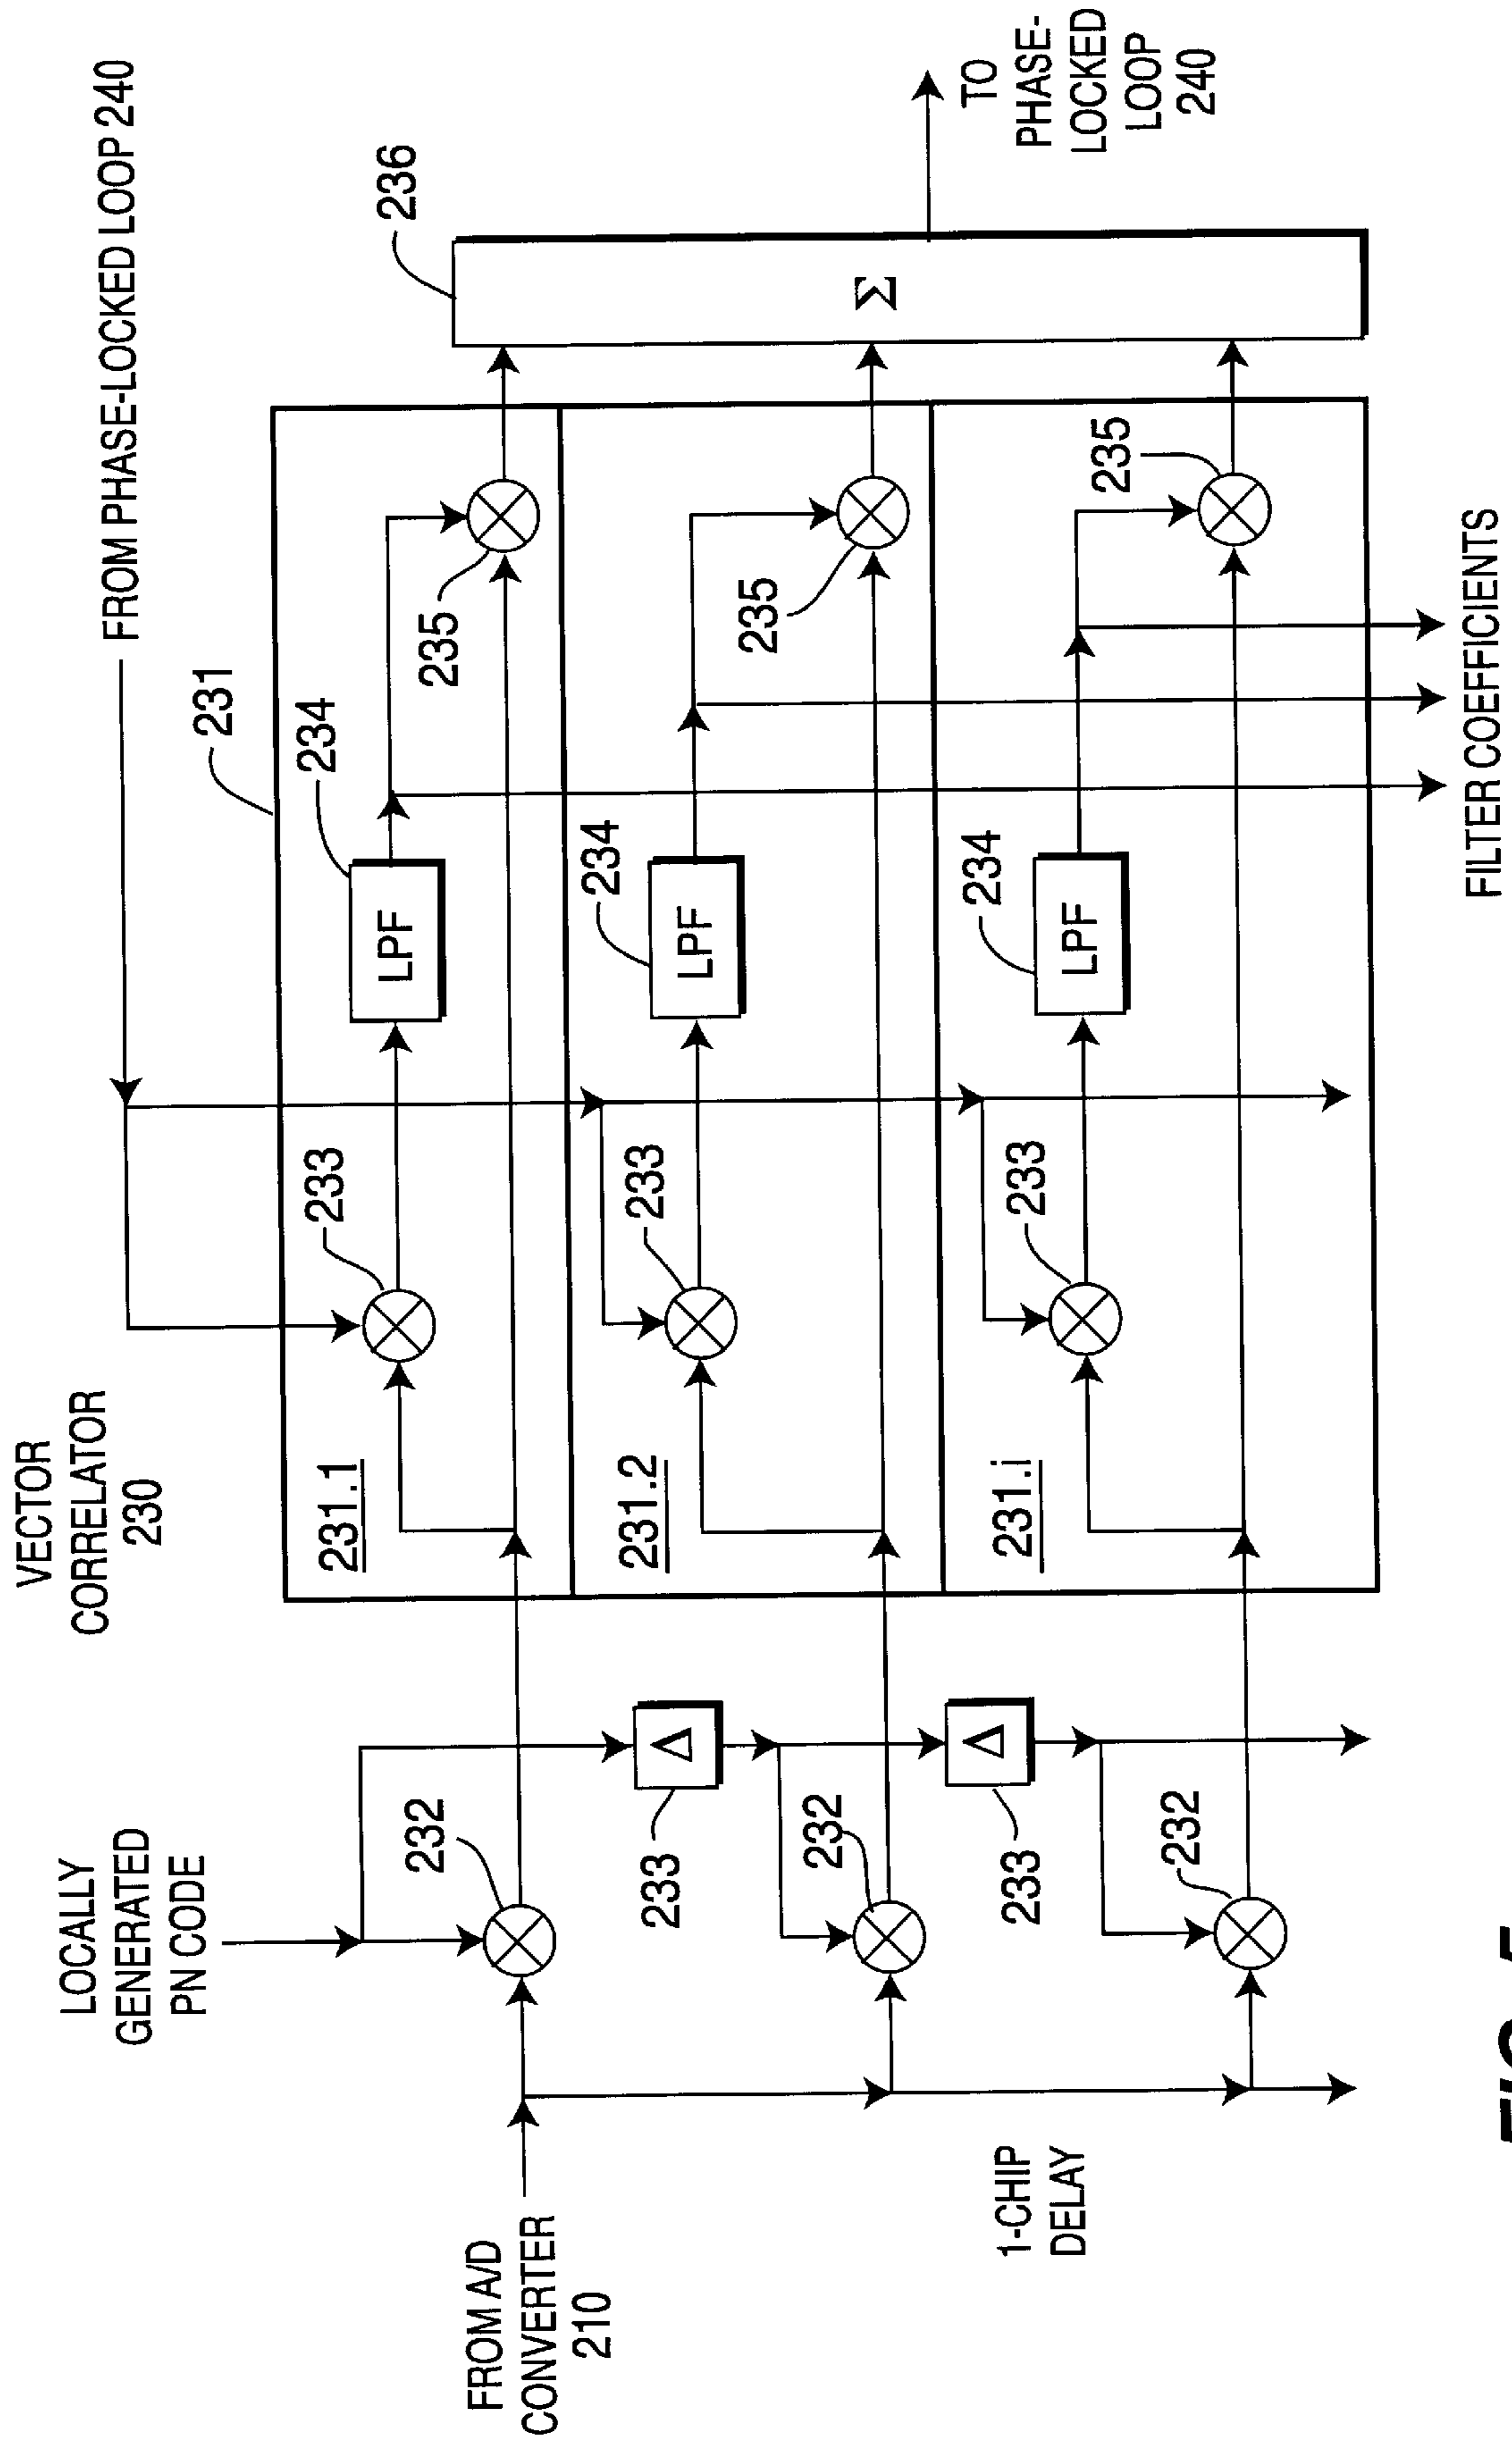 VECTOR
CORRELATOR
230
FROM PHASE-LOCKED LOOP 240
LOCALLY
GENERATED
PN CODE
231
236
231.1
233
234
235
232
TO
PHASE-
LOCKED
LOOP
240
LPF
FROM A/D
CONVERTER
210
233
Δ
231.2
233
234
LPF
235
232
Σ
1-CHIP
DELAY
233
Δ
231.i
233
234
LPF
235
232
FILTER COEFFICIENTS